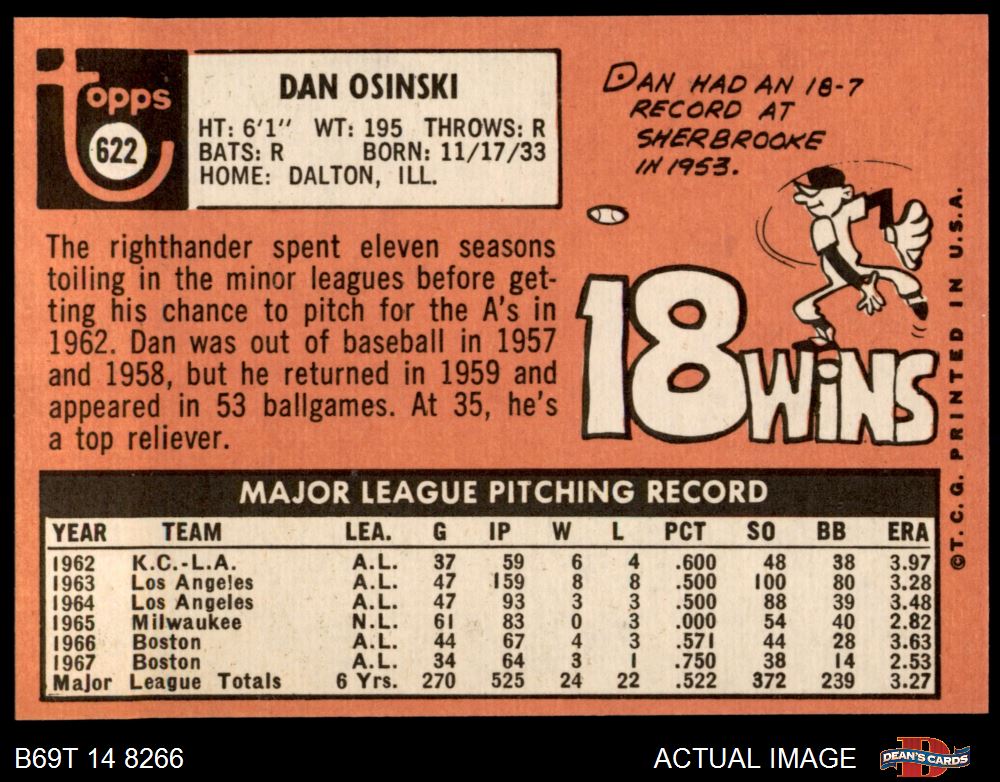 Topps
622
DAN OSINSKI
HT: 6'1" WT: 195 THROWS: R
BATS: R BORN: 11/17/33
HOME: DALTON, ILL.
DAN HAD AN 18-7
RECORD AT
SHERBROOKE
IN 1953.
The righthander spent eleven seasons
toiling in the minor leagues before get-
ting his chance to pitch for the A's in
1962. Dan was out of baseball in 1957
and 1958, but he returned in 1959 and
appeared in 53 ballgames. At 35, he's
a top reliever.
18 WiNS
© T. C. G. PRINTED IN U.S.A.
MAJOR LEAGUE PITCHING RECORD
YEAR TEAM LEA. G IP W L PCT SO BB ERA
1962 K.C.-L.A. A.L. 37 59 6 4 .600 48 38 3.97
1963 Los Angeles A.L. 47 159 8 8 .500 100 80 3.28
1964 Los Angeles A.L. 47 93 3 3 .500 88 39 3.48
1965 Milwaukee N.L. 61 83 0 3 .000 54 40 2.82
1966 Boston A.L. 44 67 4 3 .571 44 28 3.63
1967 Boston A.L. 34 64 3 1 .750 38 14 2.53
Major League Totals 6 Yrs. 270 525 24 22 .522 372 239 3.27
B69T 14 8266
ACTUAL IMAGE
DEAN'S CARDS